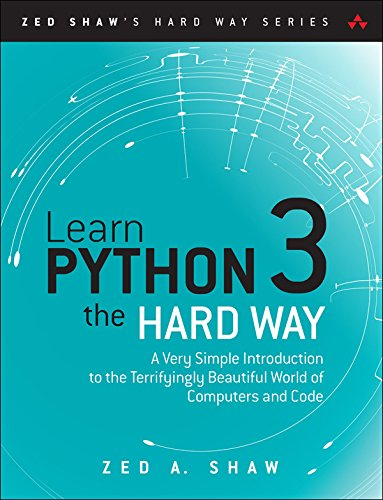 ZED SHAW'S HARD WAY SERIES
Learn
PYTHON 3
the HARD WAY
A Very Simple Introduction
to the Terrifyingly Beautiful World of
Computers and Code
ZED A. SHAW